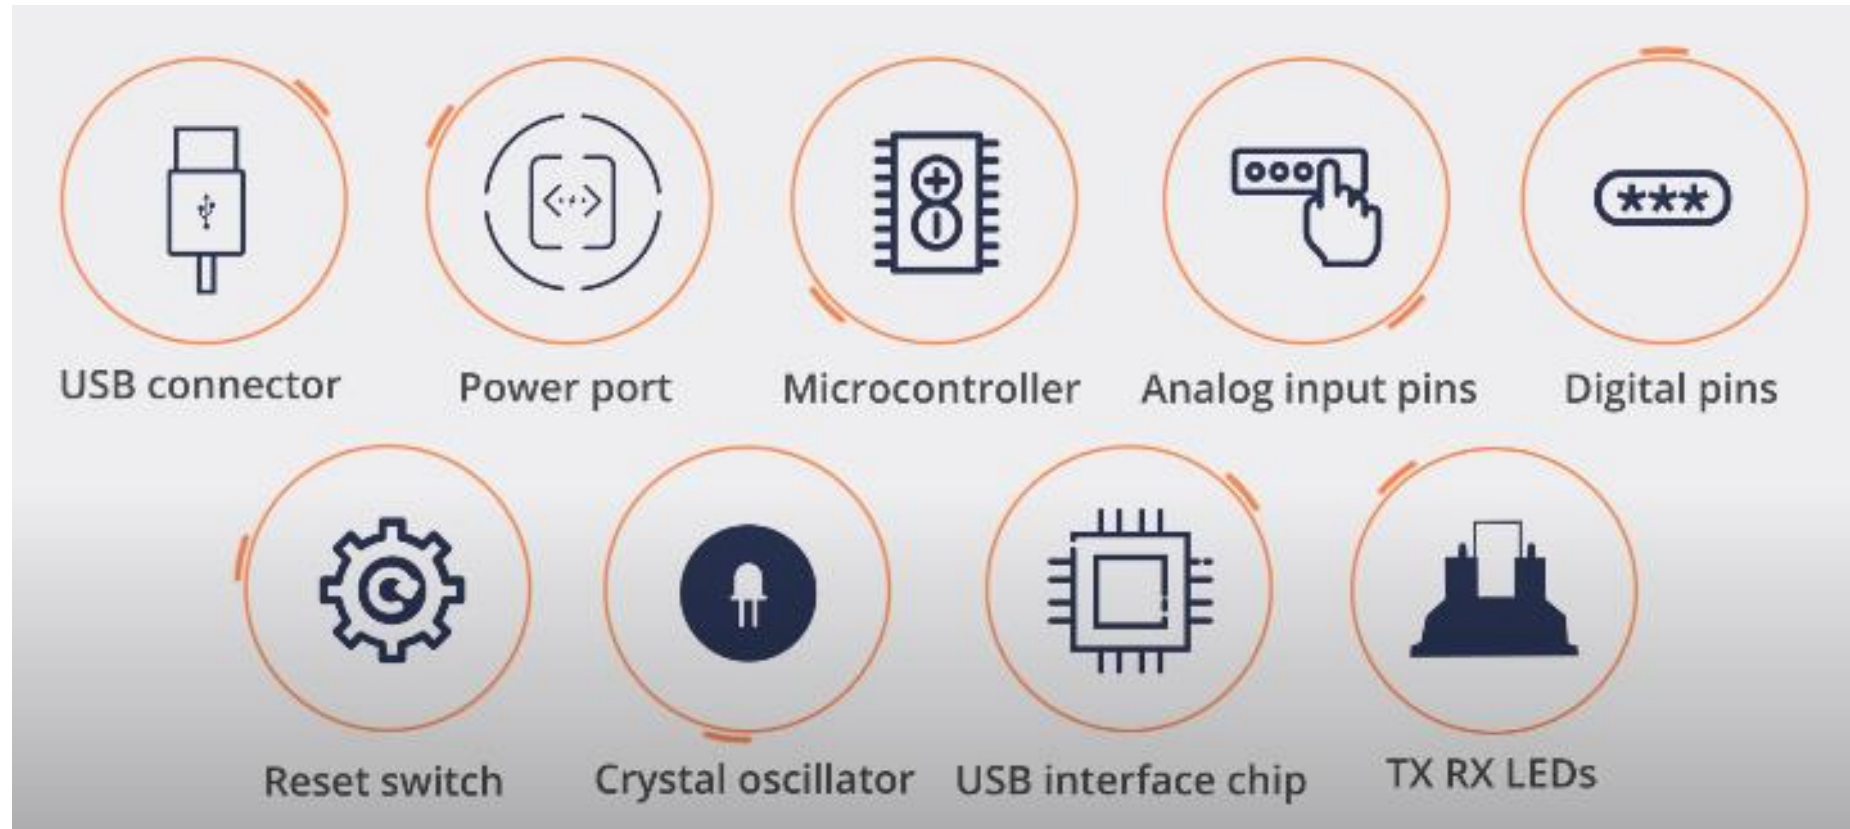 USB connector
Power port
Microcontroller
Analog input pins
Digital pins
Reset switch
Crystal oscillator
USB interface chip
TX RX LEDs